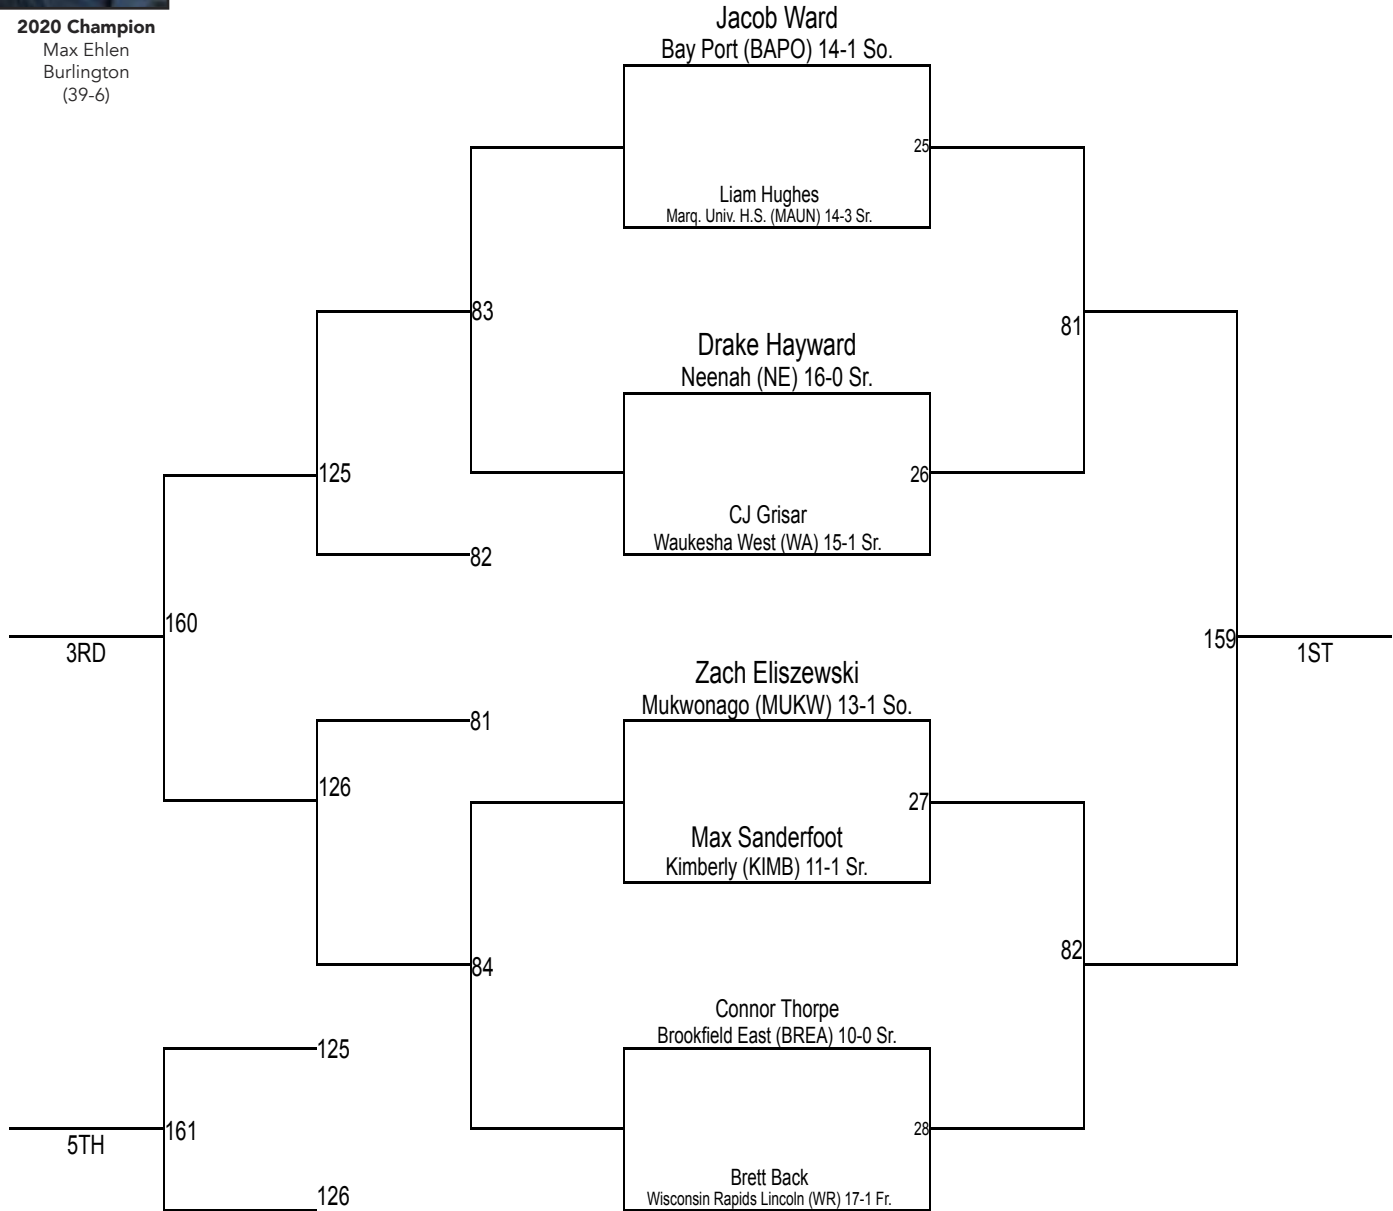 2020 Champion
Max Ehlen
Burlington
(39-6)
Jacob Ward
Bay Port (BAPO) 14-1 So.
25
Liam Hughes
Marq. Univ. H.S. (MAUN) 14-3 Sr.
83
81
Drake Hayward
Neenah (NE) 16-0 Sr.
125
26
CJ Grisar
Waukesha West (WA) 15-1 Sr.
82
160
3RD
159
1ST
Zach Eliszewski
Mukwonago (MUKW) 13-1 So.
81
126
27
Max Sanderfoot
Kimberly (KIMB) 11-1 Sr.
82
84
Connor Thorpe
Brookfield East (BREA) 10-0 Sr.
125
161
5TH
28
Brett Back
Wisconsin Rapids Lincoln (WR) 17-1 Fr.
126